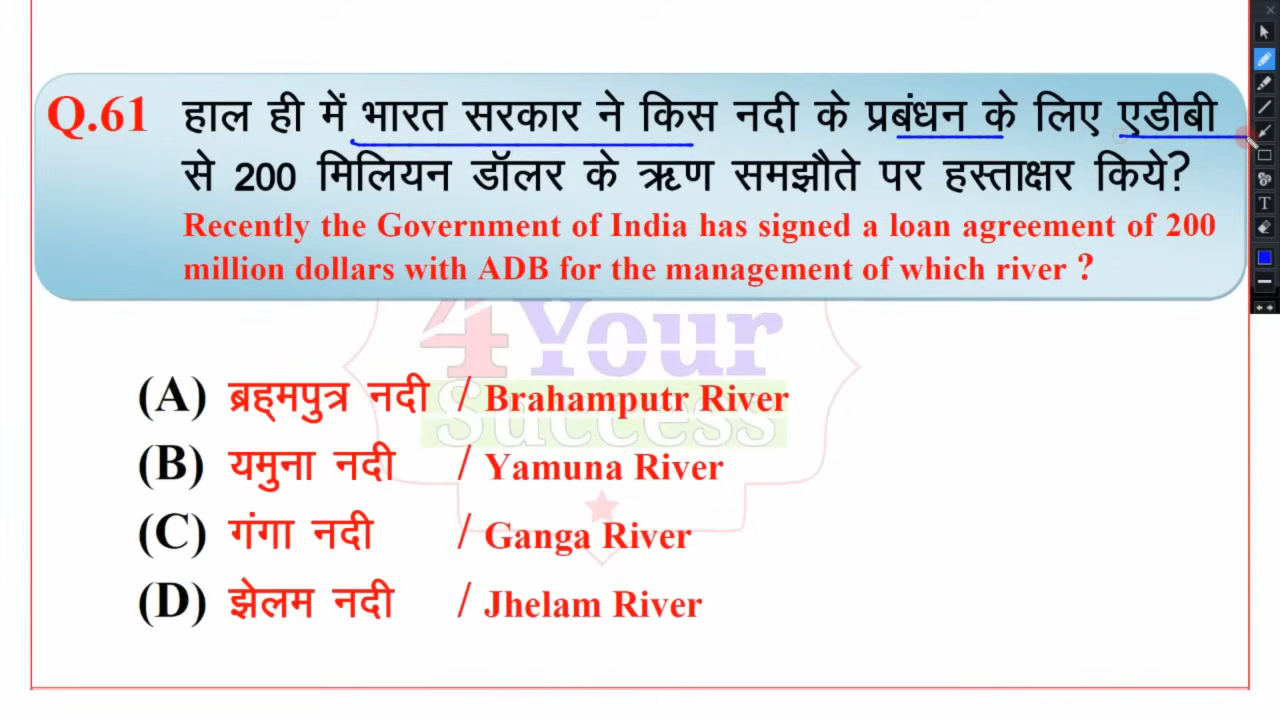 Q.61 हाल ही में भारत सरकार ने किस नदी के प्रबंधन के लिए एडीबी
से 200 मिलियन डॉलर के ऋण समझौते पर हस्ताक्षर किये?
Recently the Government of India has signed a loan agreement of 200
million dollars with ADB for the management of which river ?
4Your
Success
(A) ब्रह्मपुत्र नदी / Brahamputr River
(B) यमुना नदी / Yamuna River
(C) गंगा नदी / Ganga River
(D) झेलम नदी / Jhelam River